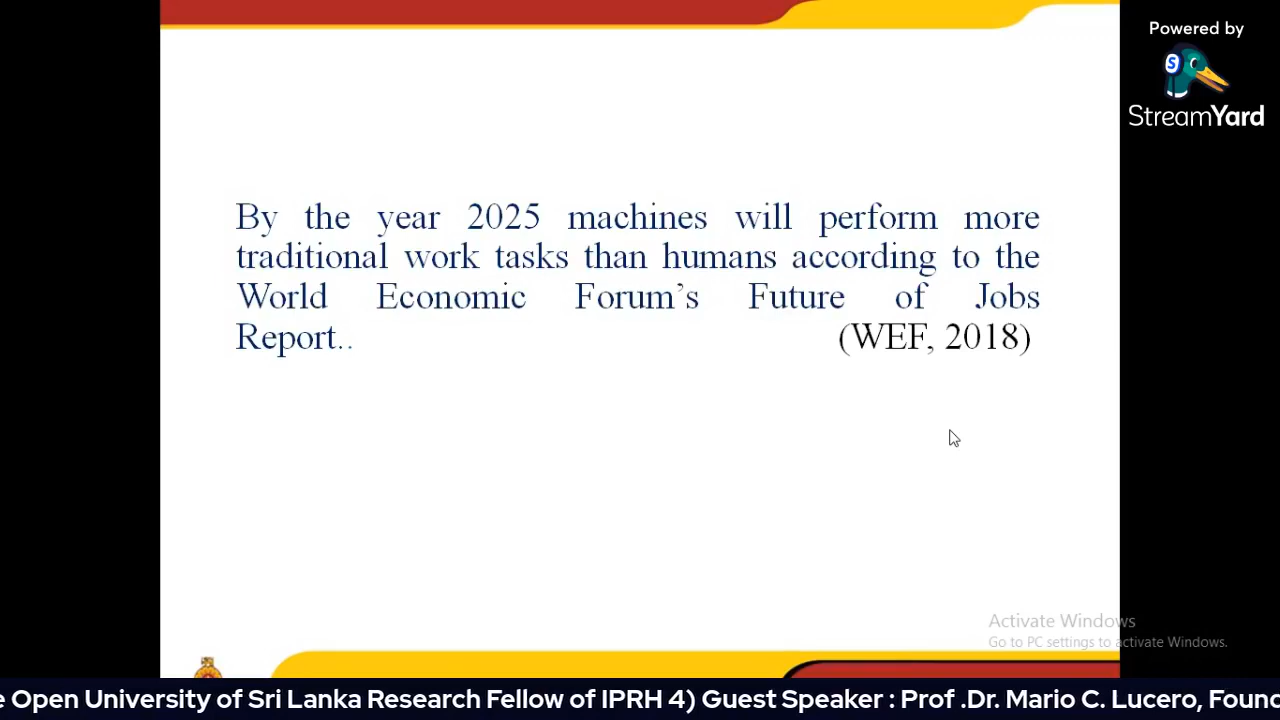 Powered by
StreamYard
By the year 2025 machines will perform more
traditional work tasks than humans according to the
World Economic Forum’s Future of Jobs
Report.. (WEF, 2018)
Activate Windows
Go to PC settings to activate Windows.
e Open University of Sri Lanka Research Fellow of IPRH 4) Guest Speaker : Prof .Dr. Mario C. Lucero, Found